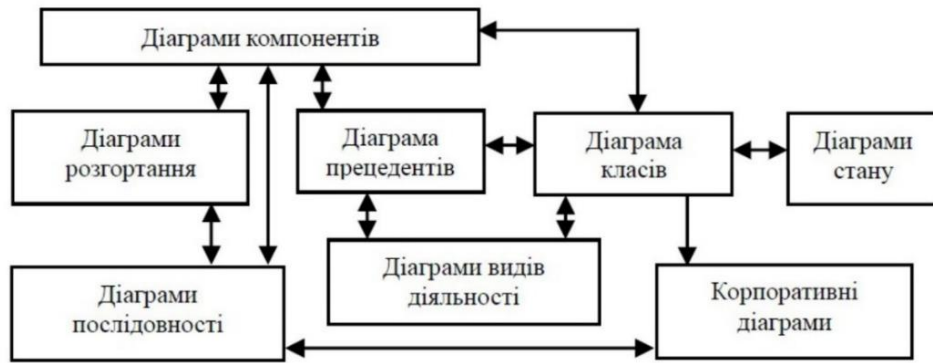 Діаграми компонентів
Діаграми
розгортання
Діаграма
прецедентів
Діаграма
класів
Діаграми
стану
Діаграми
послідовності
Діаграми видів
діяльності
Корпоративні
діаграми